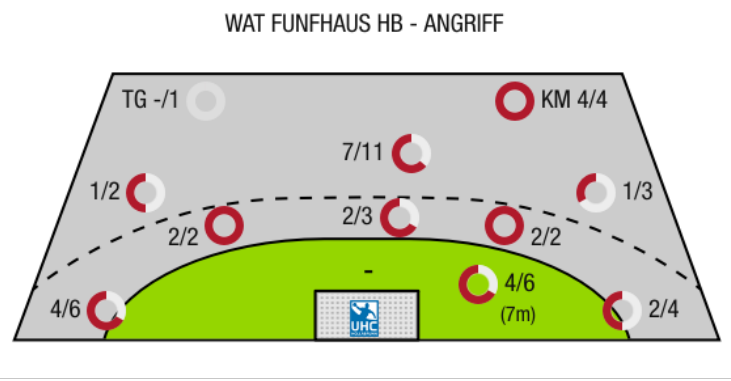 WAT FUNFHAUS HB - ANGRIFF
TG -/1
KM 4/4
7/11
1/2
1/3
2/2
2/3
2/2
-
4/6
4/6
(7m)
2/4
UHC